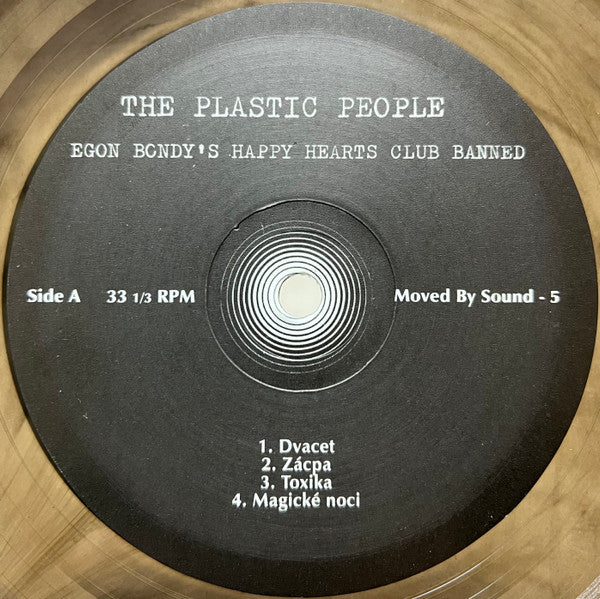 THE PLASTIC PEOPLE
EGON BONDY'S HAPPY HEARTS CLUB BANNED
Side A 33 1/3 RPM Moved By Sound - 5
1. Dvacet
2. Zácpa
3. Toxika
4. Magické noci